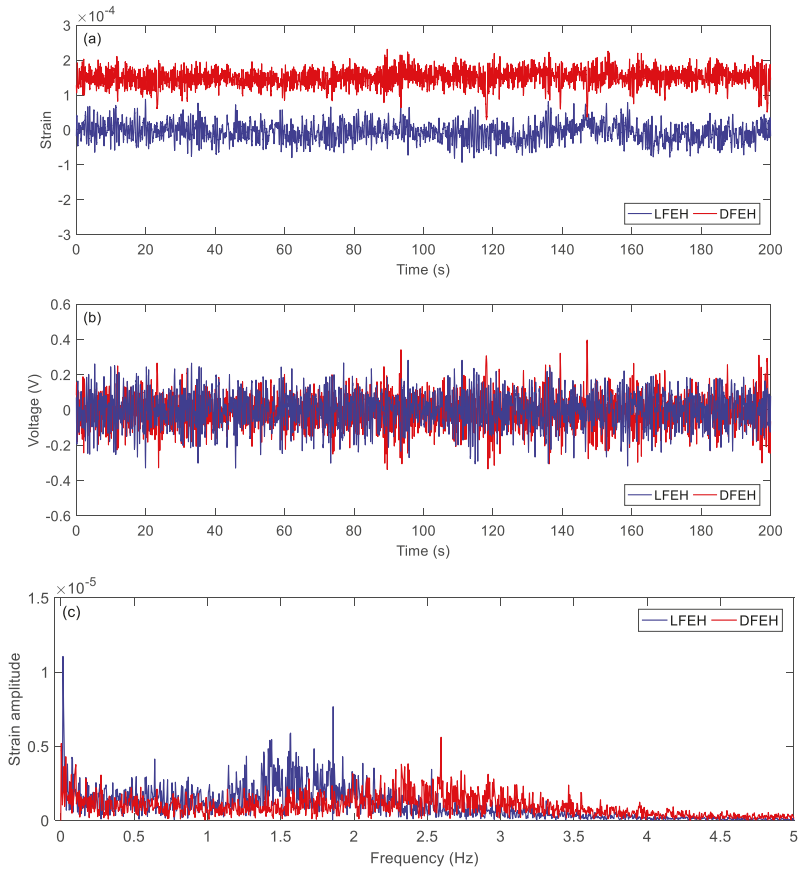 ×10⁻⁴
(a)
3
2
1
0
-1
-2
-3
Strain
LFEH DFEH
0 20 40 60 80 100 120 140 160 180 200
Time (s)
(b)
0.6
0.4
0.2
0
-0.2
-0.4
-0.6
Voltage (V)
LFEH DFEH
0 20 40 60 80 100 120 140 160 180 200
Time (s)
×10⁻⁵
(c)
1.5
1
0.5
0
Strain amplitude
LFEH DFEH
0 0.5 1 1.5 2 2.5 3 3.5 4 4.5 5
Frequency (Hz)